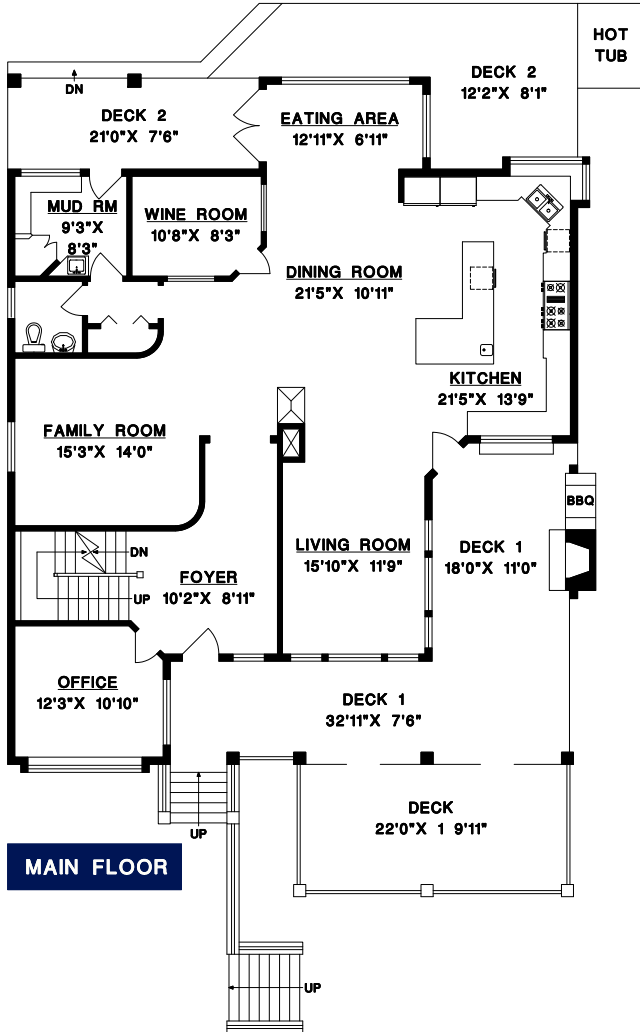 HOT
TUB
DECK 2
12'2"X 8'1"
DN
DECK 2
21'0"X 7'6"
EATING AREA
12'11"X 6'11"
MUD RM
9'3"X
8'3"
WINE ROOM
10'8"X 8'3"
DINING ROOM
21'5"X 10'11"
KITCHEN
21'5"X 13'9"
FAMILY ROOM
15'3"X 14'0"
BBQ
DN
LIVING ROOM
15'10"X 11'9"
DECK 1
18'0"X 11'0"
FOYER
10'2"X 8'11"
UP
OFFICE
12'3"X 10'10"
DECK 1
32'11"X 7'6"
DECK
22'0"X 1 9'11"
UP
MAIN FLOOR
UP